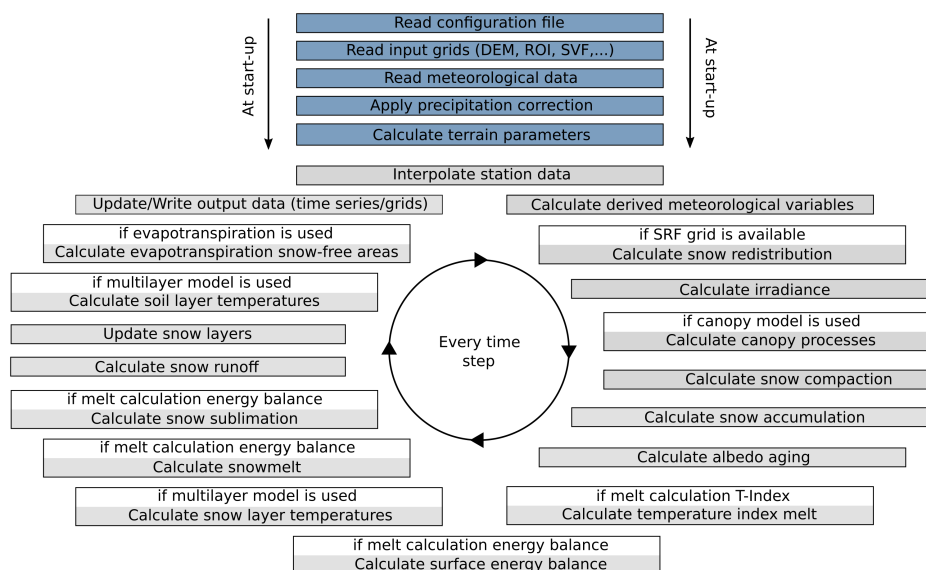 Read configuration file
Read input grids (DEM, ROI, SVF,...)
Read meteorological data
Apply precipitation correction
Calculate terrain parameters
At start-up
At start-up
Interpolate station data
Calculate derived meteorological variables
if SRF grid is available
Calculate snow redistribution
Calculate irradiance
if canopy model is used
Calculate canopy processes
Calculate snow compaction
Calculate snow accumulation
Calculate albedo aging
if melt calculation T-Index
Calculate temperature index melt
if melt calculation energy balance
Calculate surface energy balance
if multilayer model is used
Calculate snow layer temperatures
if melt calculation energy balance
Calculate snowmelt
if melt calculation energy balance
Calculate snow sublimation
Calculate snow runoff
Update snow layers
if multilayer model is used
Calculate soil layer temperatures
if evapotranspiration is used
Calculate evapotranspiration snow-free areas
Update/Write output data (time series/grids)
Every time
step